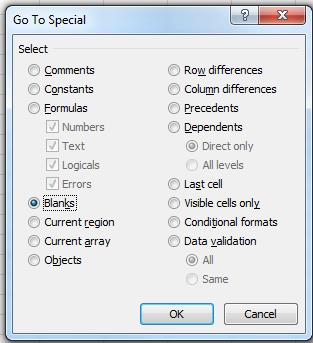 Go To Special
Select
Comments
Constants
Formulas
Numbers
Text
Logicals
Errors
Blanks
Current region
Current array
Objects
Row differences
Column differences
Precedents
Dependents
Direct only
All levels
Last cell
Visible cells only
Conditional formats
Data validation
All
Same
OK
Cancel